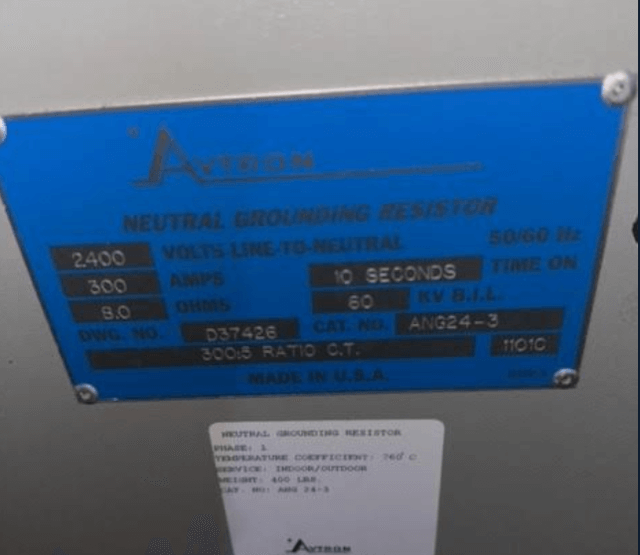 AVTRON
NEUTRAL GROUNDING RESISTOR
2400 VOLTS LINE-TO-NEUTRAL 50/60 Hz
300 AMPS 10 SECONDS TIME ON
8.0 OHMS 60 KV B.I.L.
DWG. NO. D37426 CAT. NO. ANG24-3
300:5 RATIO C.T. 1101C
MADE IN U.S.A.
NEUTRAL GROUNDING RESISTOR
PHASE: 1
TEMPERATURE COEFFICIENT: 760° C
SERVICE: INDOOR/OUTDOOR
WEIGHT: 400 LBS.
CAT. NO: ANG 24-3
AVTRON